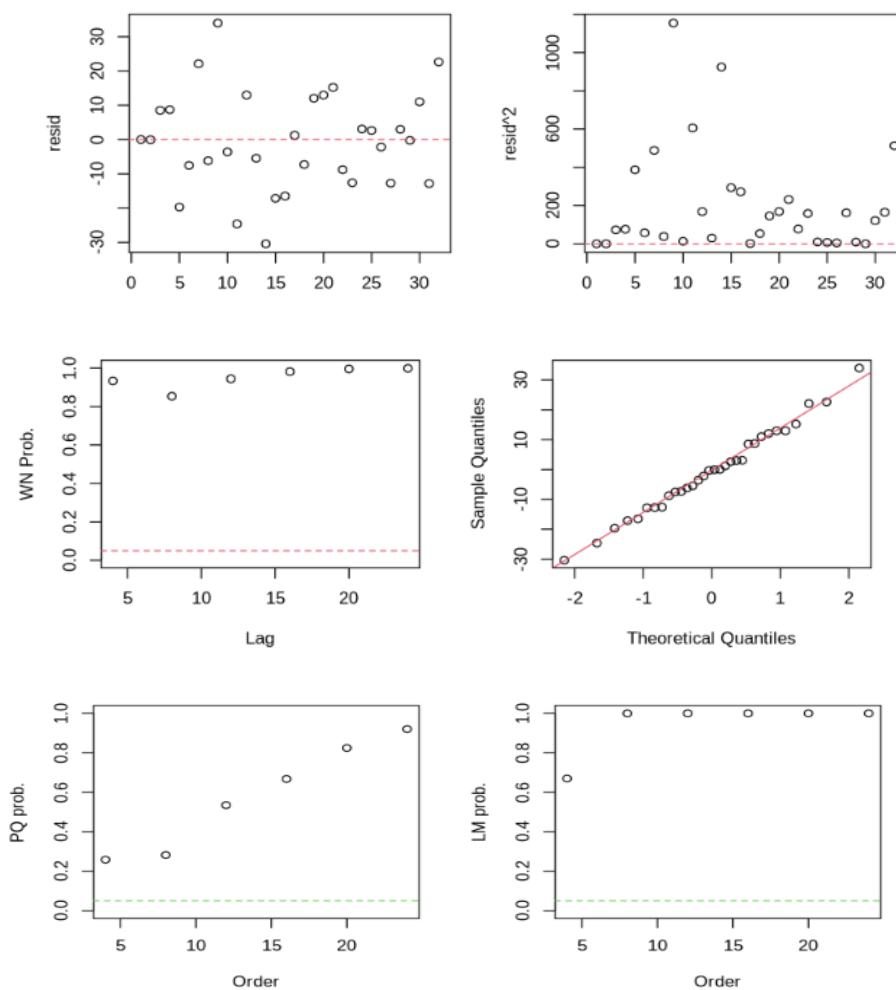 resid
30
10
0
-10
-30
0 5 10 15 20 25 30
resid^2
1000
600
200
0
0 5 10 15 20 25 30
WN Prob.
1.0
0.8
0.6
0.4
0.2
0.0
5 10 15 20
Lag
Sample Quantiles
30
10
-10
-30
-2 -1 0 1 2
Theoretical Quantiles
PQ prob.
1.0
0.8
0.6
0.4
0.2
0.0
5 10 15 20
Order
LM prob.
1.0
0.8
0.6
0.4
0.2
0.0
5 10 15 20
Order